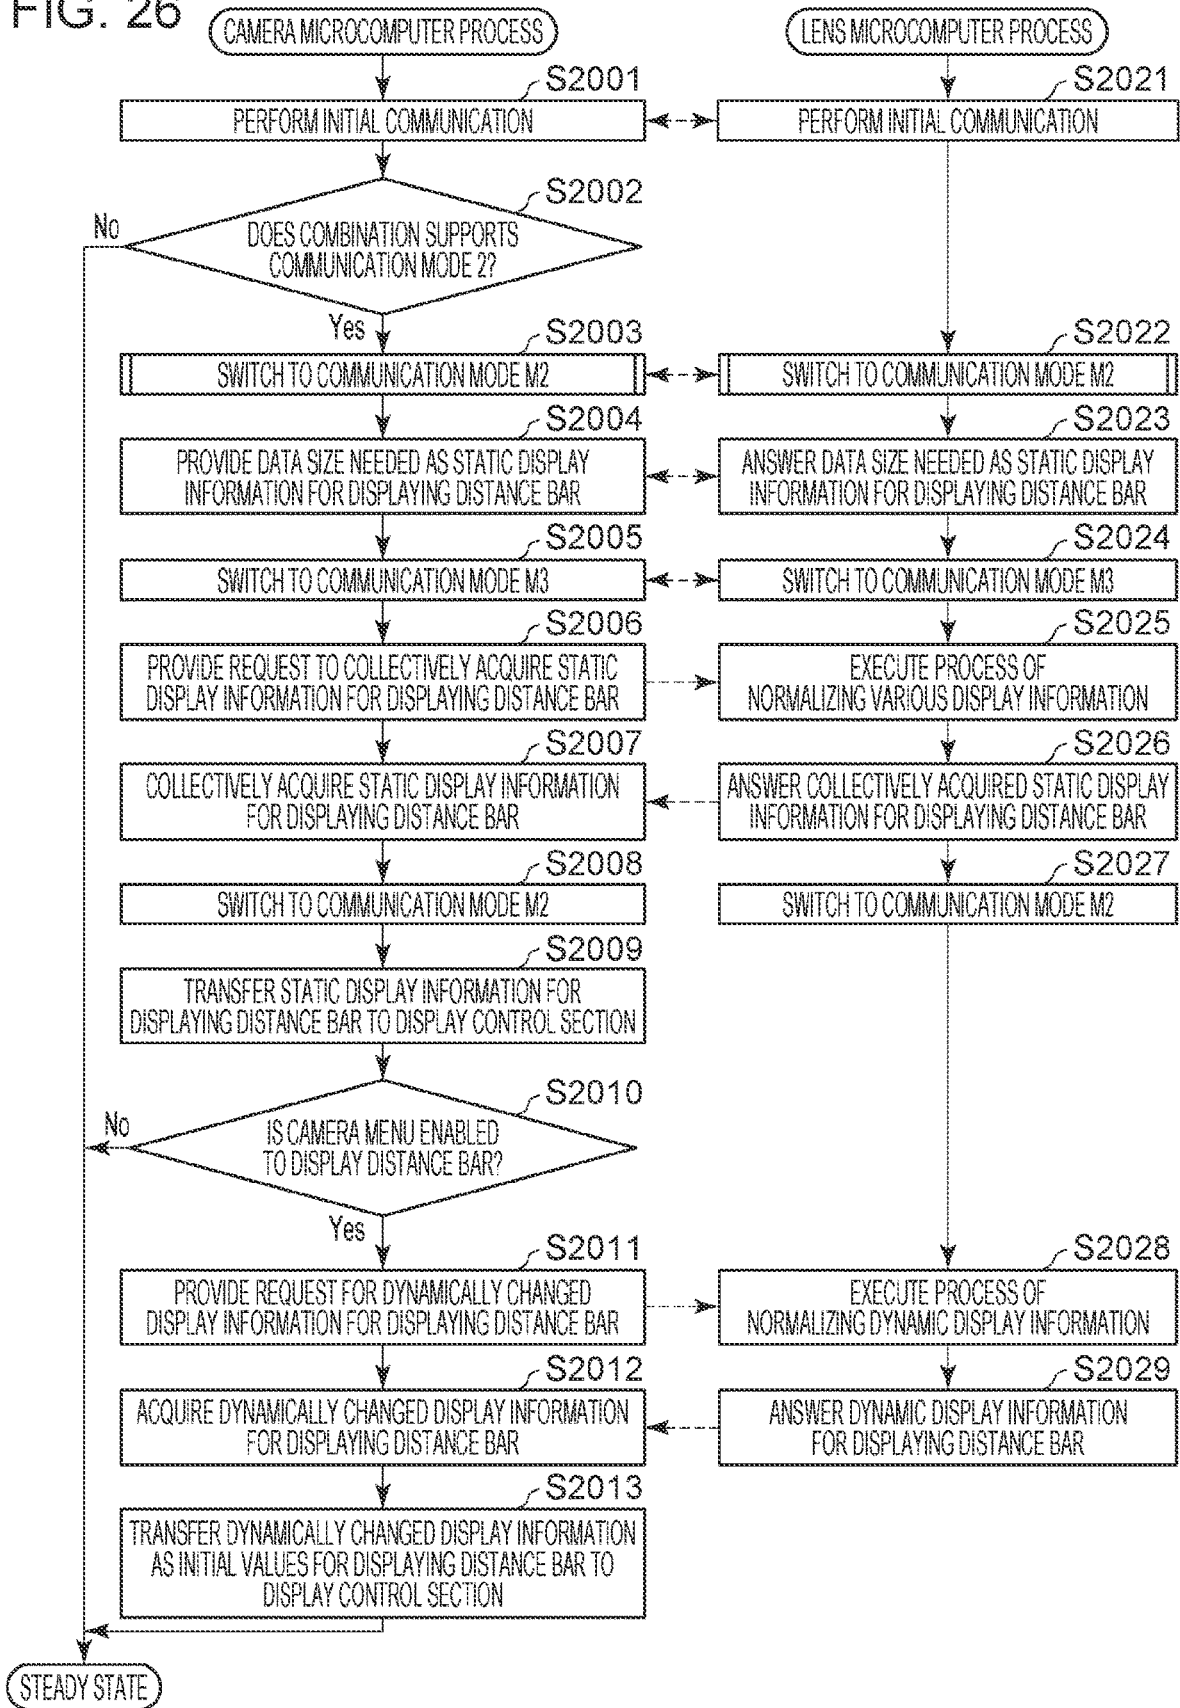 FIG. 26
CAMERA MICROCOMPUTER PROCESS
LENS MICROCOMPUTER PROCESS
S2001
PERFORM INITIAL COMMUNICATION
S2021
PERFORM INITIAL COMMUNICATION
S2002
No
DOES COMBINATION SUPPORTS
COMMUNICATION MODE 2?
Yes
S2003
SWITCH TO COMMUNICATION MODE M2
S2022
SWITCH TO COMMUNICATION MODE M2
S2004
PROVIDE DATA SIZE NEEDED AS STATIC DISPLAY
INFORMATION FOR DISPLAYING DISTANCE BAR
S2023
ANSWER DATA SIZE NEEDED AS STATIC DISPLAY
INFORMATION FOR DISPLAYING DISTANCE BAR
S2005
SWITCH TO COMMUNICATION MODE M3
S2024
SWITCH TO COMMUNICATION MODE M3
S2006
PROVIDE REQUEST TO COLLECTIVELY ACQUIRE STATIC
DISPLAY INFORMATION FOR DISPLAYING DISTANCE BAR
S2025
EXECUTE PROCESS OF
NORMALIZING VARIOUS DISPLAY INFORMATION
S2007
COLLECTIVELY ACQUIRE STATIC DISPLAY INFORMATION
FOR DISPLAYING DISTANCE BAR
S2026
ANSWER COLLECTIVELY ACQUIRED STATIC DISPLAY
INFORMATION FOR DISPLAYING DISTANCE BAR
S2008
SWITCH TO COMMUNICATION MODE M2
S2027
SWITCH TO COMMUNICATION MODE M2
S2009
TRANSFER STATIC DISPLAY INFORMATION FOR
DISPLAYING DISTANCE BAR TO DISPLAY CONTROL SECTION
S2010
No
IS CAMERA MENU ENABLED
TO DISPLAY DISTANCE BAR?
Yes
S2011
PROVIDE REQUEST FOR DYNAMICALLY CHANGED
DISPLAY INFORMATION FOR DISPLAYING DISTANCE BAR
S2028
EXECUTE PROCESS OF
NORMALIZING DYNAMIC DISPLAY INFORMATION
S2012
ACQUIRE DYNAMICALLY CHANGED DISPLAY INFORMATION
FOR DISPLAYING DISTANCE BAR
S2029
ANSWER DYNAMIC DISPLAY INFORMATION
FOR DISPLAYING DISTANCE BAR
S2013
TRANSFER DYNAMICALLY CHANGED DISPLAY INFORMATION
AS INITIAL VALUES FOR DISPLAYING DISTANCE BAR TO
DISPLAY CONTROL SECTION
STEADY STATE